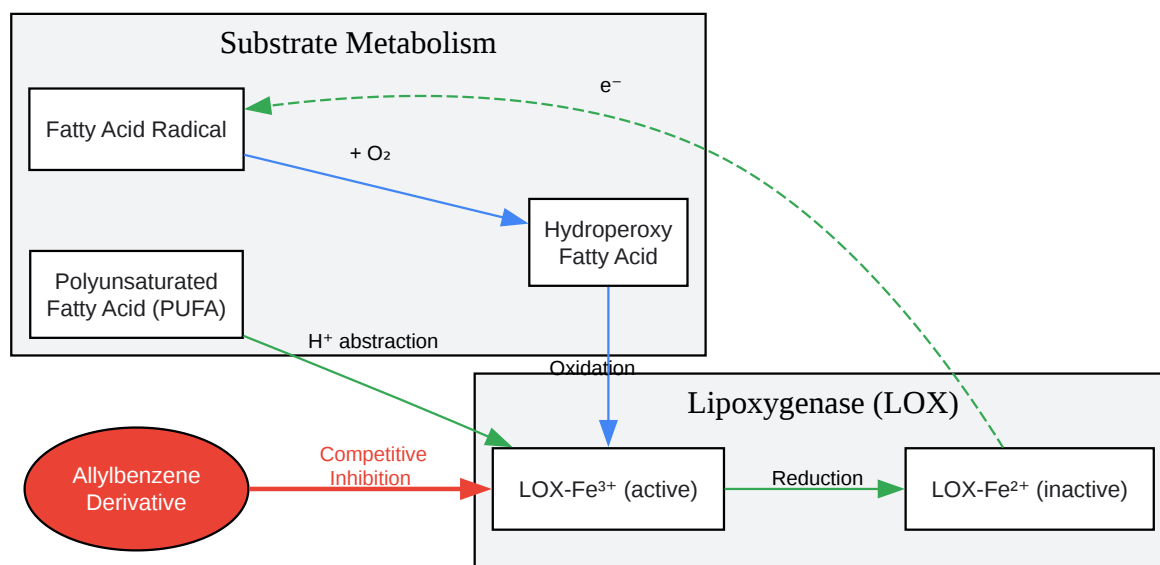 Substrate Metabolism
e⁻
Fatty Acid Radical
+ O₂
Hydroperoxy
Fatty Acid
Polyunsaturated
Fatty Acid (PUFA)
H⁺ abstraction
Oxidation
Lipoxygenase (LOX)
Allylbenzene
Derivative
Competitive
Inhibition
LOX-Fe³⁺ (active)
Reduction
LOX-Fe²⁺ (inactive)